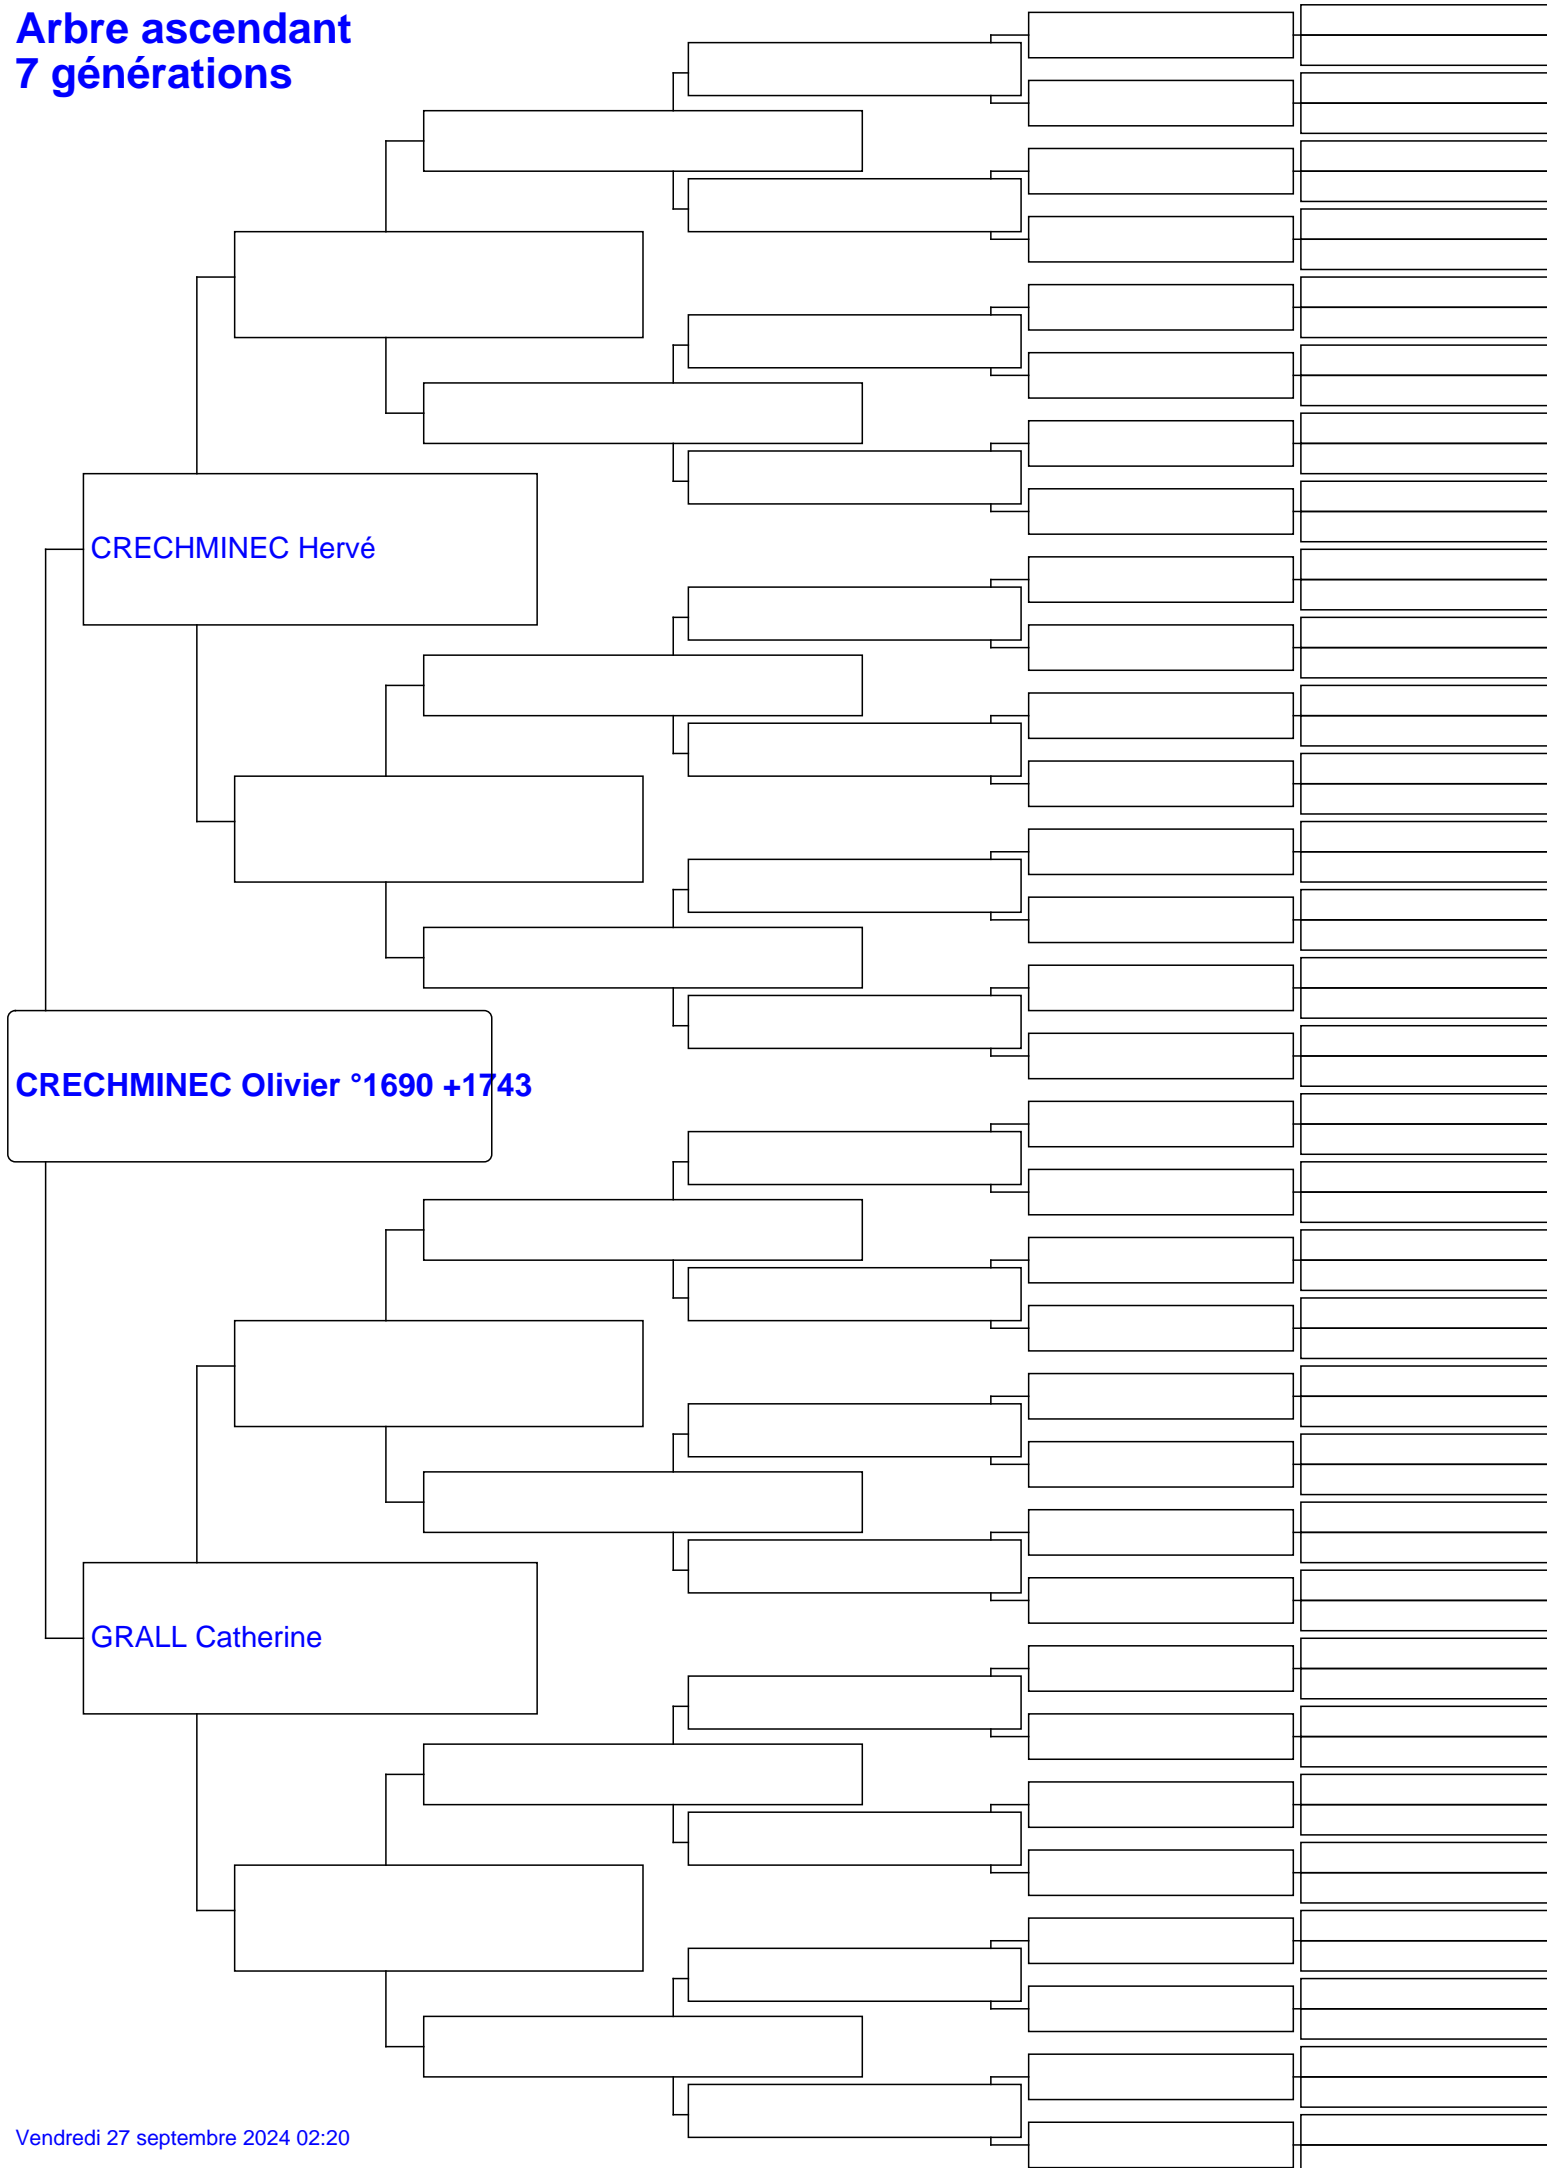 Arbre ascendant
7 générations
CRECHMINEC Hervé
CRECHMINEC Olivier °1690 +1743
GRALL Catherine
Vendredi 27 septembre 2024 02:20